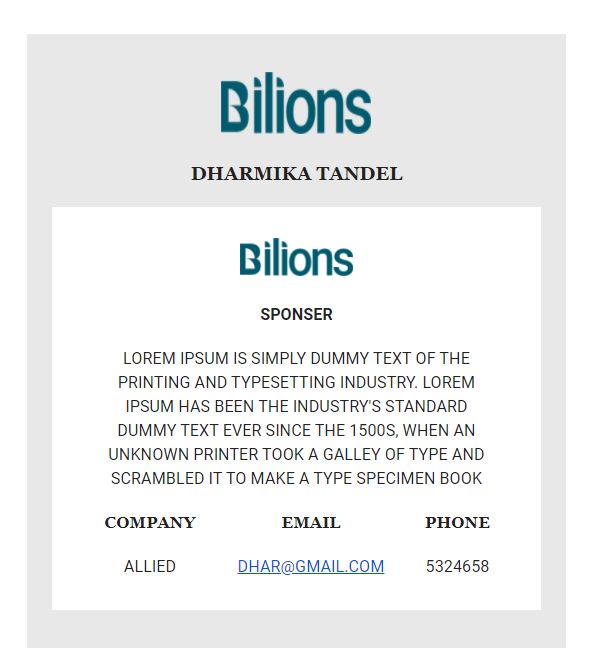 Bilions
DHARMIKA TANDEL
Bilions
SPONSER
LOREM IPSUM IS SIMPLY DUMMY TEXT OF THE
PRINTING AND TYPESETTING INDUSTRY. LOREM
IPSUM HAS BEEN THE INDUSTRY'S STANDARD
DUMMY TEXT EVER SINCE THE 1500S, WHEN AN
UNKNOWN PRINTER TOOK A GALLEY OF TYPE AND
SCRAMBLED IT TO MAKE A TYPE SPECIMEN BOOK
COMPANY EMAIL PHONE
ALLIED DHAR@GMAIL.COM 5324658